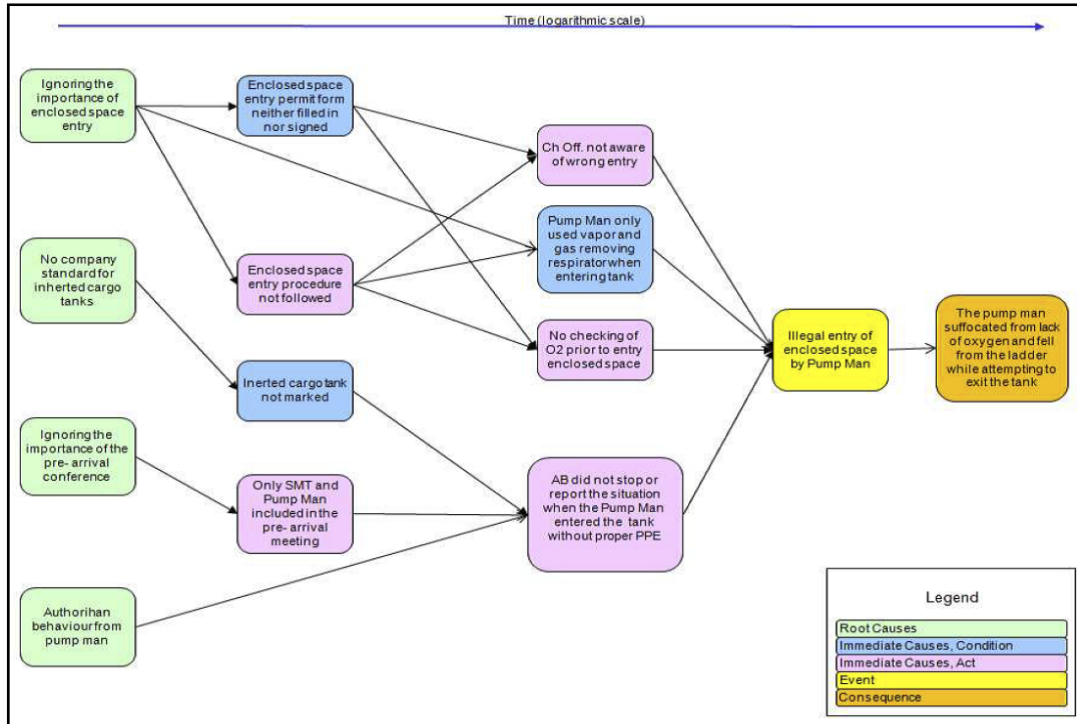 Time (logarithmic scale)
Ignoring the
importance of
enclosed space
entry
Enclosed space
entry permit form
neither filled in
nor signed
Ch Off. not aware
of wrong entry
No company
standard for
inherted cargo
tanks
Enclosed space
entry procedure
not followed
Pump Man only
used vapor and
gas removing
respirator when
entering tank
No checking of
O2 prior to entry
enclosed space
Illegal entry of
enclosed space
by Pump Man
The pump man
suffocated from lack
of oxygen and fell
from the ladder
while attempting to
exit the tank
Inerted cargo tank
not marked
Ignoring the
importance of the
pre- arrival
conference
Only SMT and
Pump Man
included in the
pre- arrival
meeting
AB did not stop or
report the situation
when the Pump Man
entered the tank
without proper PPE
Authorihan
behaviour from
pump man
Legend
Root Causes
Immediate Causes, Condition
Immediate Causes, Act
Event
Consequence